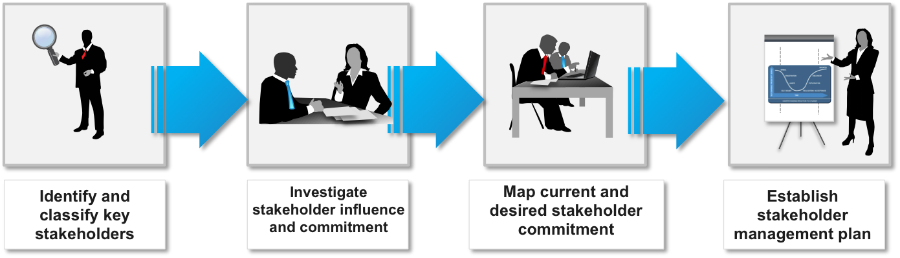 Identify and
classify key
stakeholders
Investigate
stakeholder influence
and commitment
Map current and
desired stakeholder
commitment
Establish
stakeholder
management plan